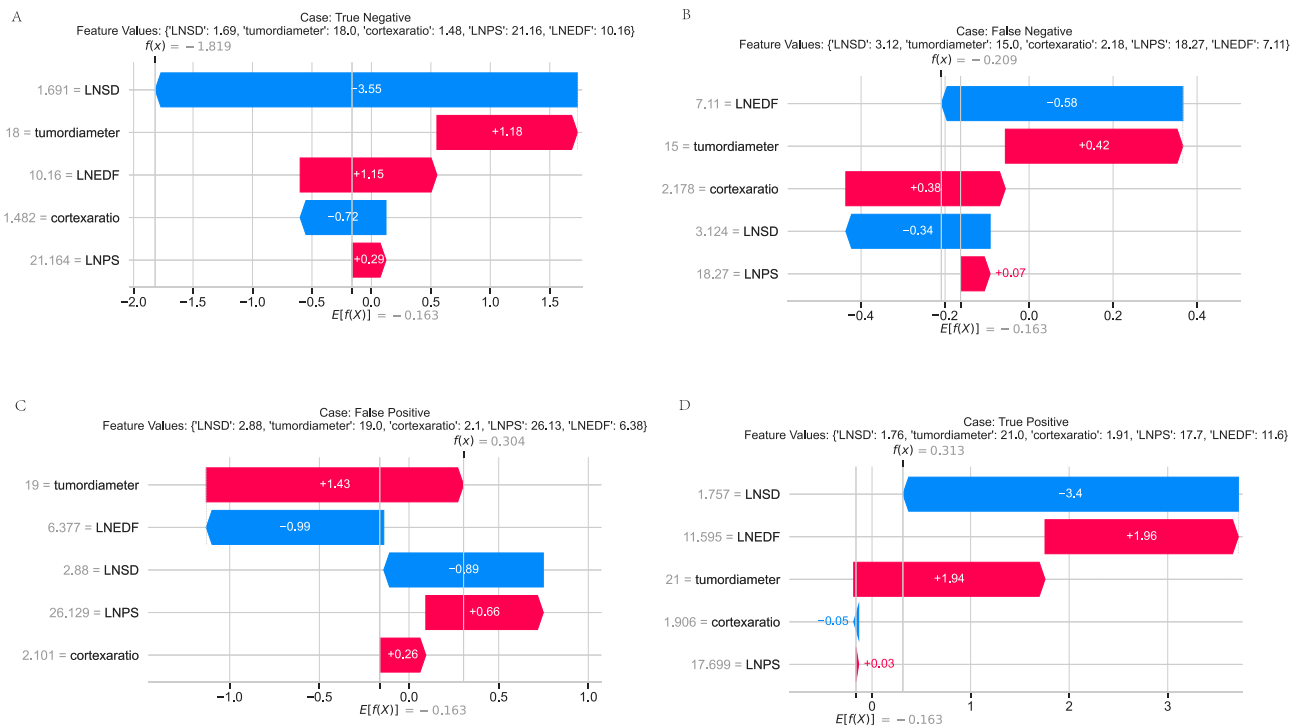 A
Case: True Negative
Feature Values: {'LNSD': 1.69, 'tumordiameter': 18.0, 'cortexaratio': 1.48, 'LNPS': 21.16, 'LNEDF': 10.16}
f(x) = −1.819
1.691 = LNSD
−3.55
18 = tumordiameter
+1.18
10.16 = LNEDF
+1.15
1.482 = cortexaratio
−0.72
21.164 = LNPS
+0.29
−2.0 −1.5 −1.0 −0.5 0.0 0.5 1.0 1.5
E[f(X)] = −0.163
B
Case: False Negative
Feature Values: {'LNSD': 3.12, 'tumordiameter': 15.0, 'cortexaratio': 2.18, 'LNPS': 18.27, 'LNEDF': 7.11}
f(x) = −0.209
7.11 = LNEDF
−0.58
15 = tumordiameter
+0.42
2.178 = cortexaratio
+0.38
3.124 = LNSD
−0.34
18.27 = LNPS
+0.07
−0.4 −0.2 0.0 0.2 0.4
E[f(X)] = −0.163
C
Case: False Positive
Feature Values: {'LNSD': 2.88, 'tumordiameter': 19.0, 'cortexaratio': 2.1, 'LNPS': 26.13, 'LNEDF': 6.38}
f(x) = 0.304
19 = tumordiameter
+1.43
6.377 = LNEDF
−0.99
2.88 = LNSD
−0.89
26.129 = LNPS
+0.66
2.101 = cortexaratio
+0.26
−1.0 −0.5 0.0 0.5 1.0
E[f(X)] = −0.163
D
Case: True Positive
Feature Values: {'LNSD': 1.76, 'tumordiameter': 21.0, 'cortexaratio': 1.91, 'LNPS': 17.7, 'LNEDF': 11.6}
f(x) = 0.313
1.757 = LNSD
−3.4
11.595 = LNEDF
+1.96
21 = tumordiameter
+1.94
1.906 = cortexaratio
−0.05
17.699 = LNPS
+0.03
0 1 2 3
E[f(X)] = −0.163